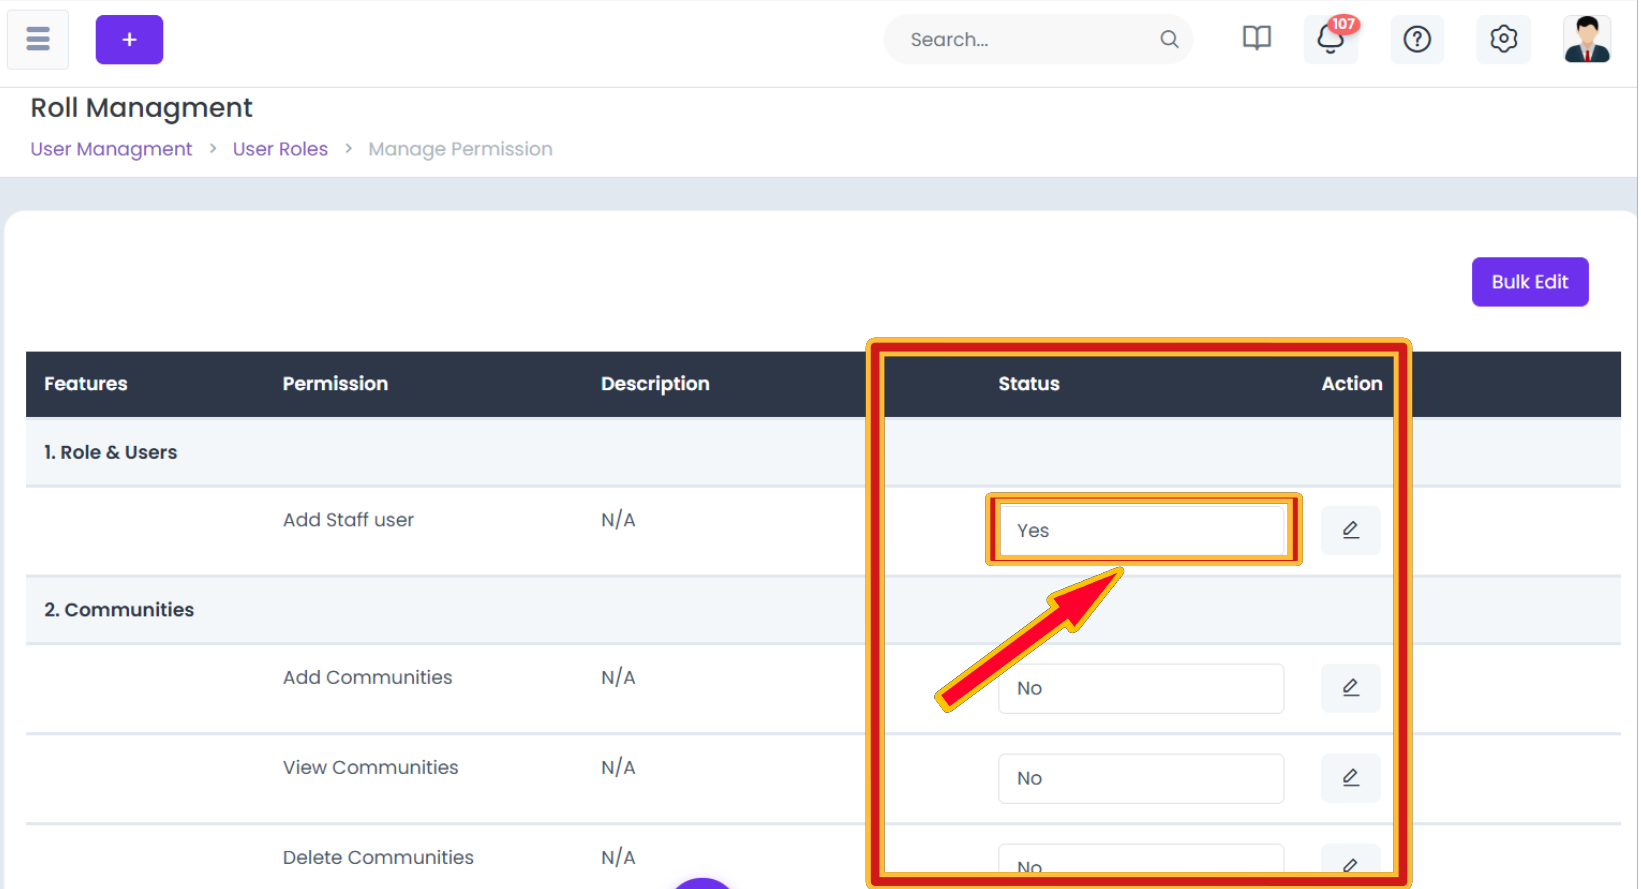 +
Search...
107
Roll Managment
User Managment > User Roles > Manage Permission
Bulk Edit
Features Permission Description Status Action
1. Role & Users
Add Staff user N/A Yes
2. Communities
Add Communities N/A No
View Communities N/A No
Delete Communities N/A No